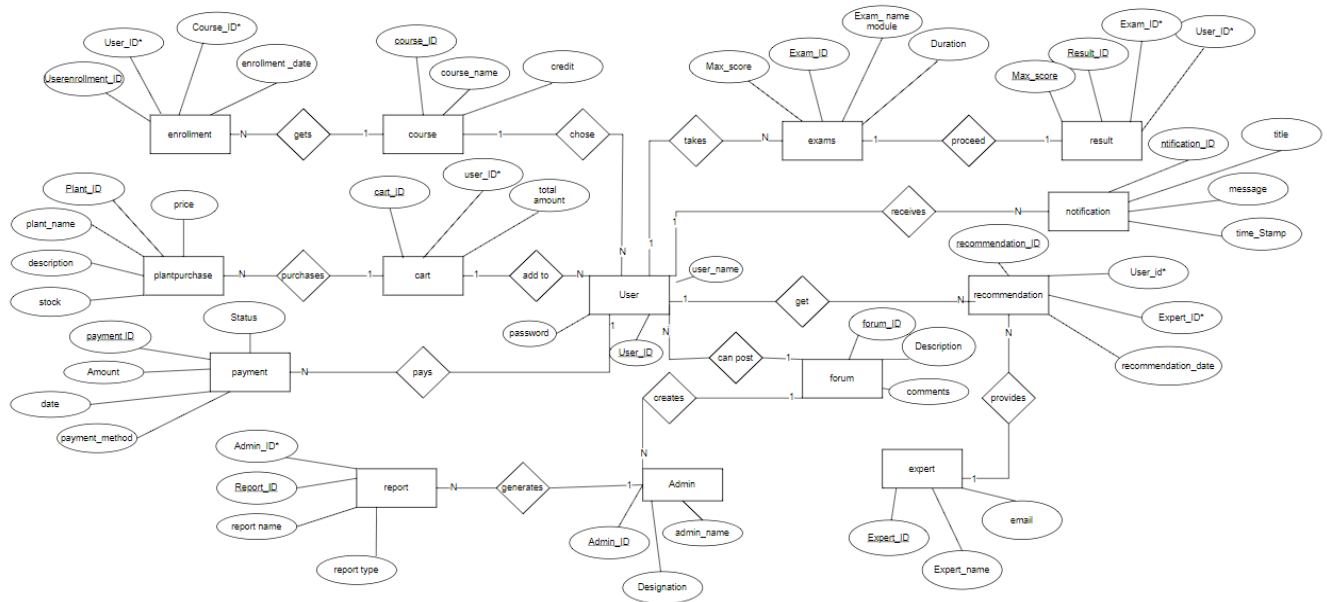 Course_ID*
User_ID*
Userenrollment_ID
enrollment _date
enrollment
N
gets
1
course_ID
course_name
credit
course
1
chose
N
Max_score
Exam_ID
Exam_ name
module
Duration
takes
1
N
exams
1
proceed
1
Max_score
Result_ID
Exam_ID*
User_ID*
result
Plant_ID
price
plant_name
description
stock
plantpurchase
N
purchases
1
cart_ID
user_ID*
total
amount
cart
1
add to
N
User
user_name
password
User_ID
1
receives
N
ntification_ID
title
message
time_Stamp
notification
1
get
N
recommendation_ID
User_id*
Expert_ID*
recommendation_date
recommendation
N
provides
1
Status
payment ID
Amount
date
payment_method
payment
N
pays
1
N
can post
1
forum_ID
Description
comments
forum
creates
1
N
Admin_ID*
Report_ID
report name
report type
report
N
generates
1
Admin
Admin_ID
admin_name
Designation
expert
Expert_ID
Expert_name
email